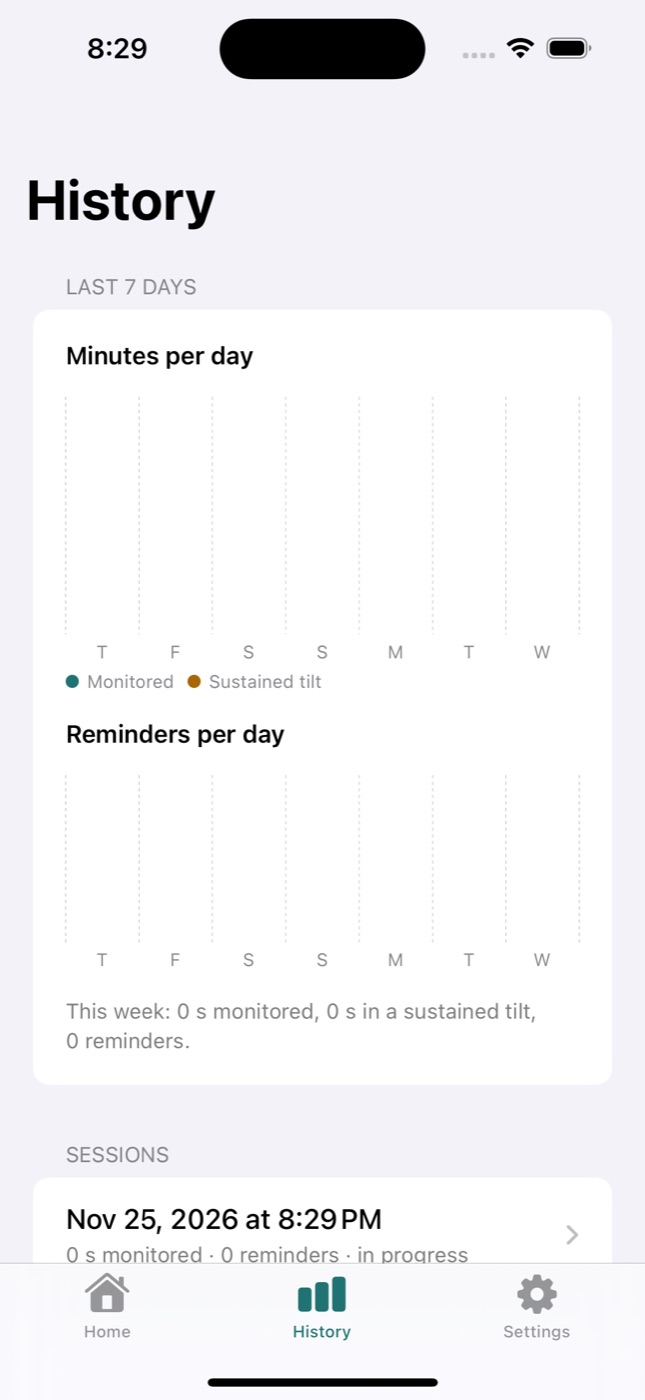 8:29
History
LAST 7 DAYS
Minutes per day
T F S S M T W
Monitored Sustained tilt
Reminders per day
T F S S M T W
This week: 0 s monitored, 0 s in a sustained tilt,
0 reminders.
SESSIONS
Nov 25, 2026 at 8:29 PM
0 s monitored · 0 reminders · in progress
Home History Settings